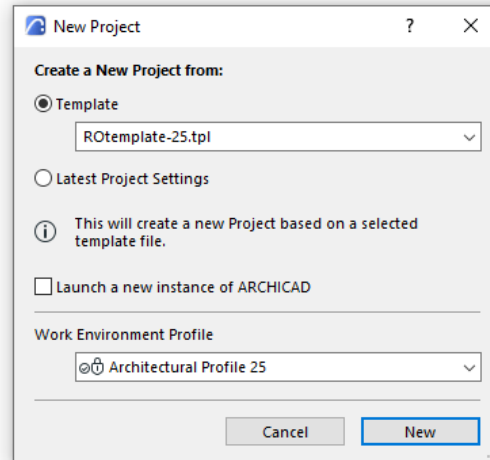 New Project
Create a New Project from:
Template
ROtemplate-25.tpl
Latest Project Settings
This will create a new Project based on a selected
template file.
Launch a new instance of ARCHICAD
Work Environment Profile
Architectural Profile 25
Cancel
New